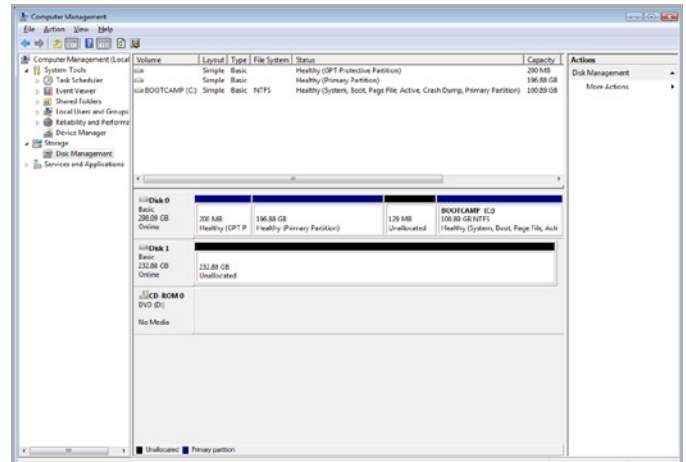 Computer Management
File Action View Help
Computer Management (Local
System Tools
Task Scheduler
Event Viewer
Shared Folders
Local Users and Groups
Reliability and Performa
Device Manager
Storage
Disk Management
Services and Applications
Volume Layout Type File System Status Capacity
Simple Basic Healthy (GPT Protective Partition) 200 MB
Simple Basic Healthy (Primary Partition) 196.88 GB
BOOTCAMP (C:) Simple Basic NTFS Healthy (System, Boot, Page File, Active, Crash Dump, Primary Partition) 100.89 GB
Actions
Disk Management
More Actions
Disk 0
Basic
298.09 GB
Online
200 MB
Healthy (GPT P
196.88 GB
Healthy (Primary Partition)
129 MB
Unallocated
BOOTCAMP (C:)
100.89 GB NTFS
Healthy (System, Boot, Page File, Acti
Disk 1
Basic
232.88 GB
Online
232.88 GB
Unallocated
CD-ROM 0
DVD (D:)
No Media
Unallocated Primary partition